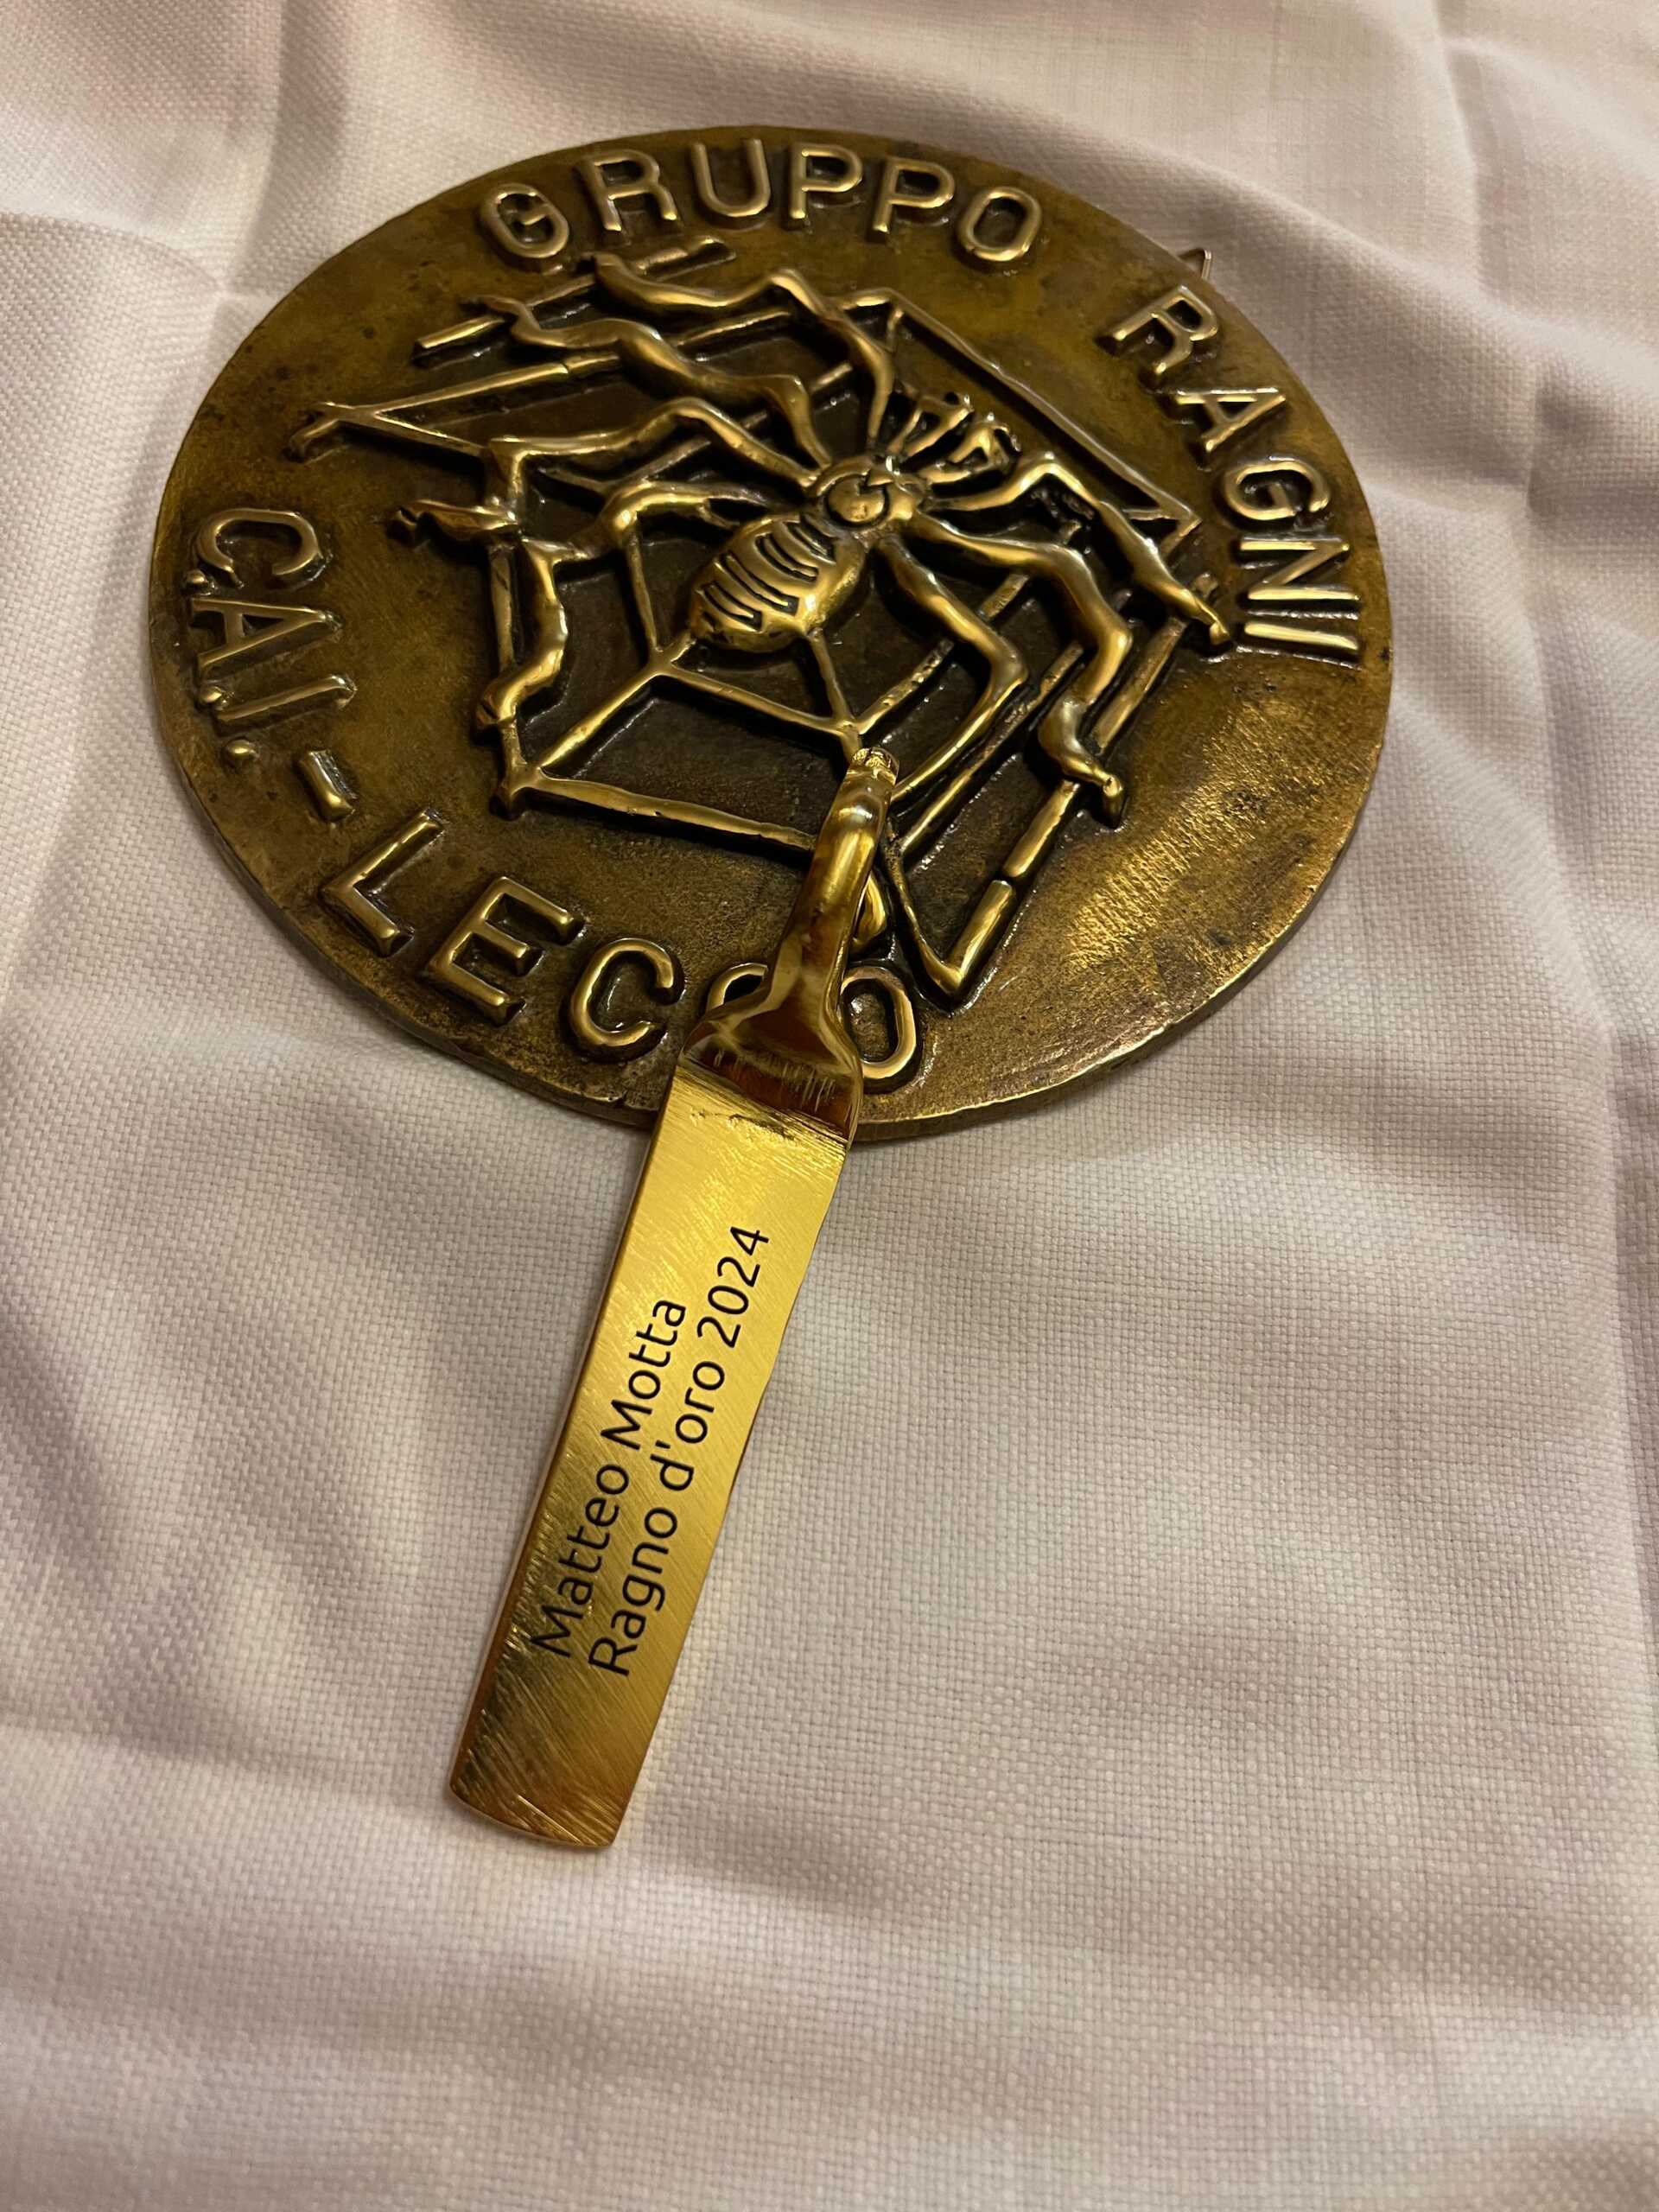 GRUPPO RAGNI
C.A.I. - LECCO
Matteo Motta
Ragno d'oro 2024